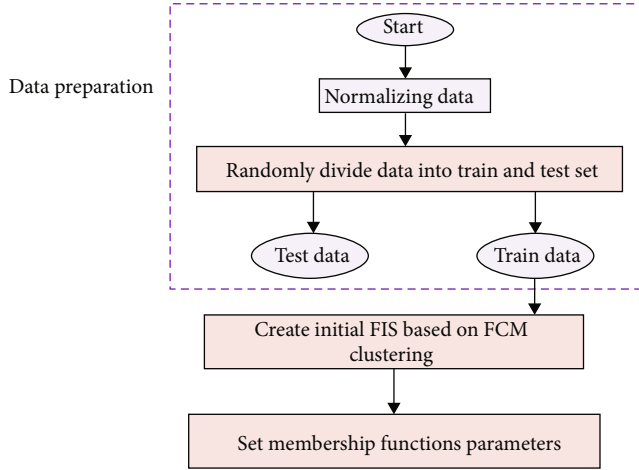 Start
Data preparation
Normalizing data
Randomly divide data into train and test set
Test data
Train data
Create initial FIS based on FCM
clustering
Set membership functions parameters